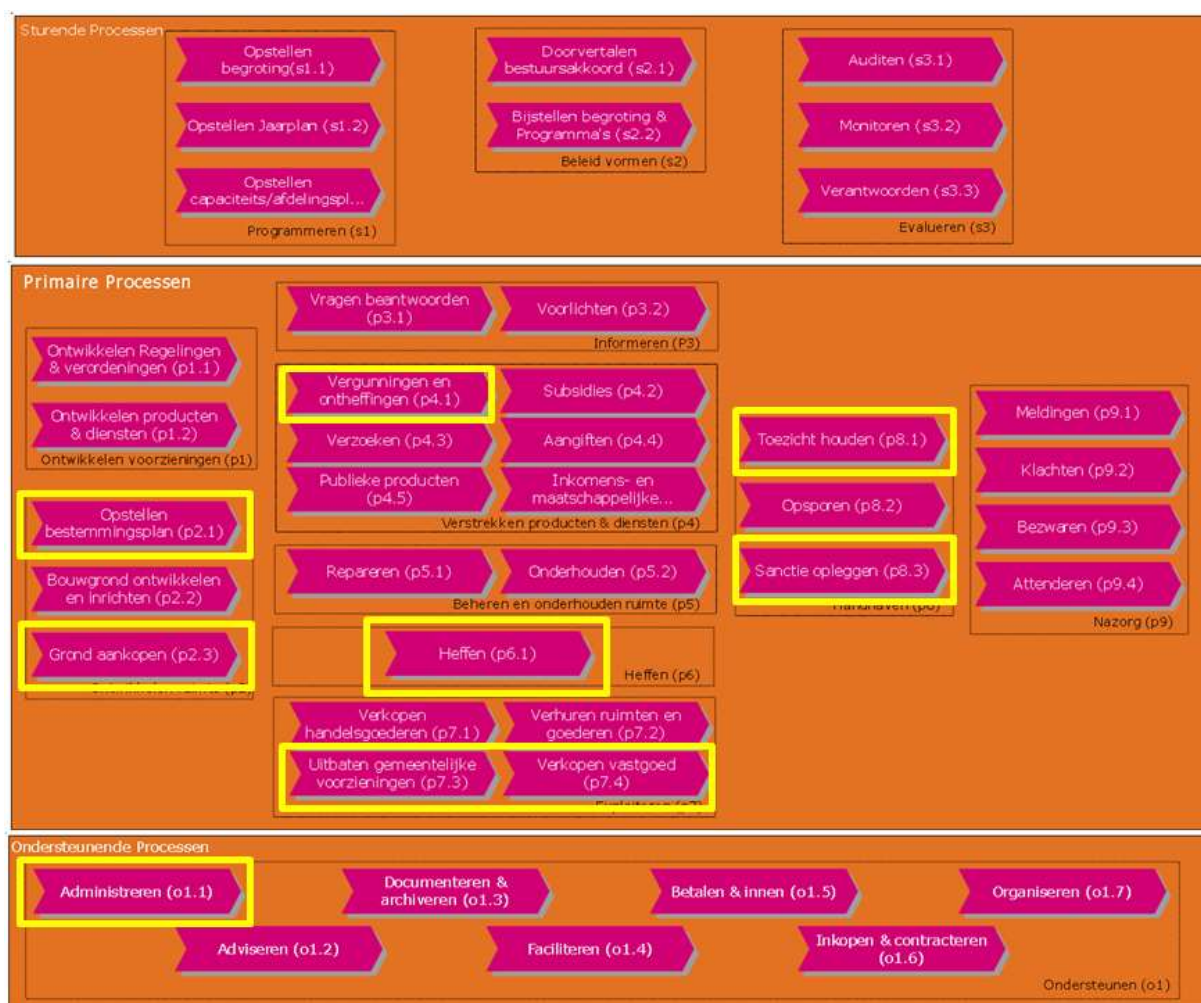 Sturende Processen
Opstellen
begroting(s1.1)
Opstellen Jaarplan (s1.2)
Opstellen
capaciteits/afdelingspl...
Programmeren (s1)
Doorvertalen
bestuursakkoord (s2.1)
Bijstellen begroting &
Programma's (s2.2)
Beleid vormen (s2)
Auditen (s3.1)
Monitoren (s3.2)
Verantwoorden (s3.3)
Evalueren (s3)
Primaire Processen
Ontwikkelen Regelingen
& verordeningen (p1.1)
Ontwikkelen producten
& diensten (p1.2)
Ontwikkelen voorzieningen (p1)
Opstellen
bestemmingsplan (p2.1)
Bouwgrond ontwikkelen
en inrichten (p2.2)
Grond aankopen (p2.3)
Vragen beantwoorden
(p3.1)
Voorlichten (p3.2)
Informeren (P3)
Vergunningen en
ontheffingen (p4.1)
Subsidies (p4.2)
Verzoeken (p4.3)
Aangiften (p4.4)
Publieke producten
(p4.5)
Inkomens- en
maatschappelijke...
Verstrekken producten & diensten (p4)
Repareren (p5.1)
Onderhouden (p5.2)
Beheren en onderhouden ruimte (p5)
Heffen (p6.1)
Heffen (p6)
Verkopen
handelsgoederen (p7.1)
Verhuren ruimten en
goederen (p7.2)
Uitbaten gemeentelijke
voorzieningen (p7.3)
Verkopen vastgoed
(p7.4)
Toezicht houden (p8.1)
Opsporen (p8.2)
Sanctie opleggen (p8.3)
Meldingen (p9.1)
Klachten (p9.2)
Bezwaren (p9.3)
Attenderen (p9.4)
Nazorg (p9)
Ondersteunende Processen
Administreren (o1.1)
Documenteren &
archiveren (o1.3)
Betalen & innen (o1.5)
Organiseren (o1.7)
Adviseren (o1.2)
Faciliteren (o1.4)
Inkopen & contracteren
(o1.6)
Ondersteunen (o1)